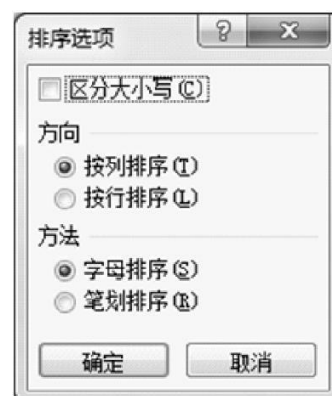 排序选项
区分大小写(C)
方向
按列排序(T)
按行排序(L)
方法
字母排序(S)
笔划排序(R)
确定 取消